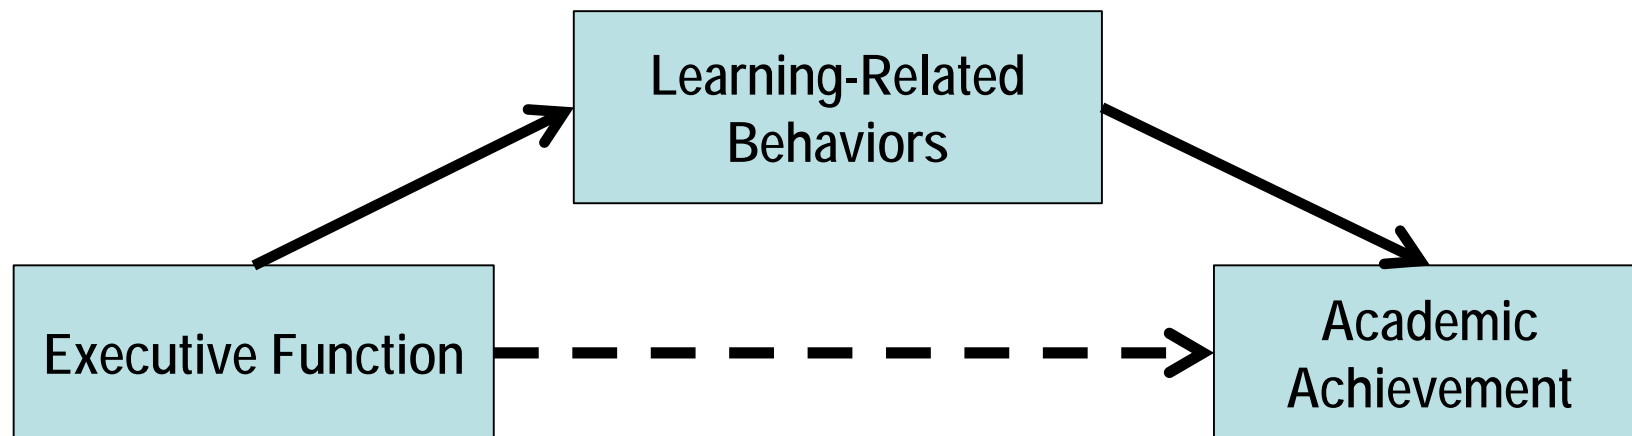 Learning-Related
Behaviors
Executive Function
Academic
Achievement